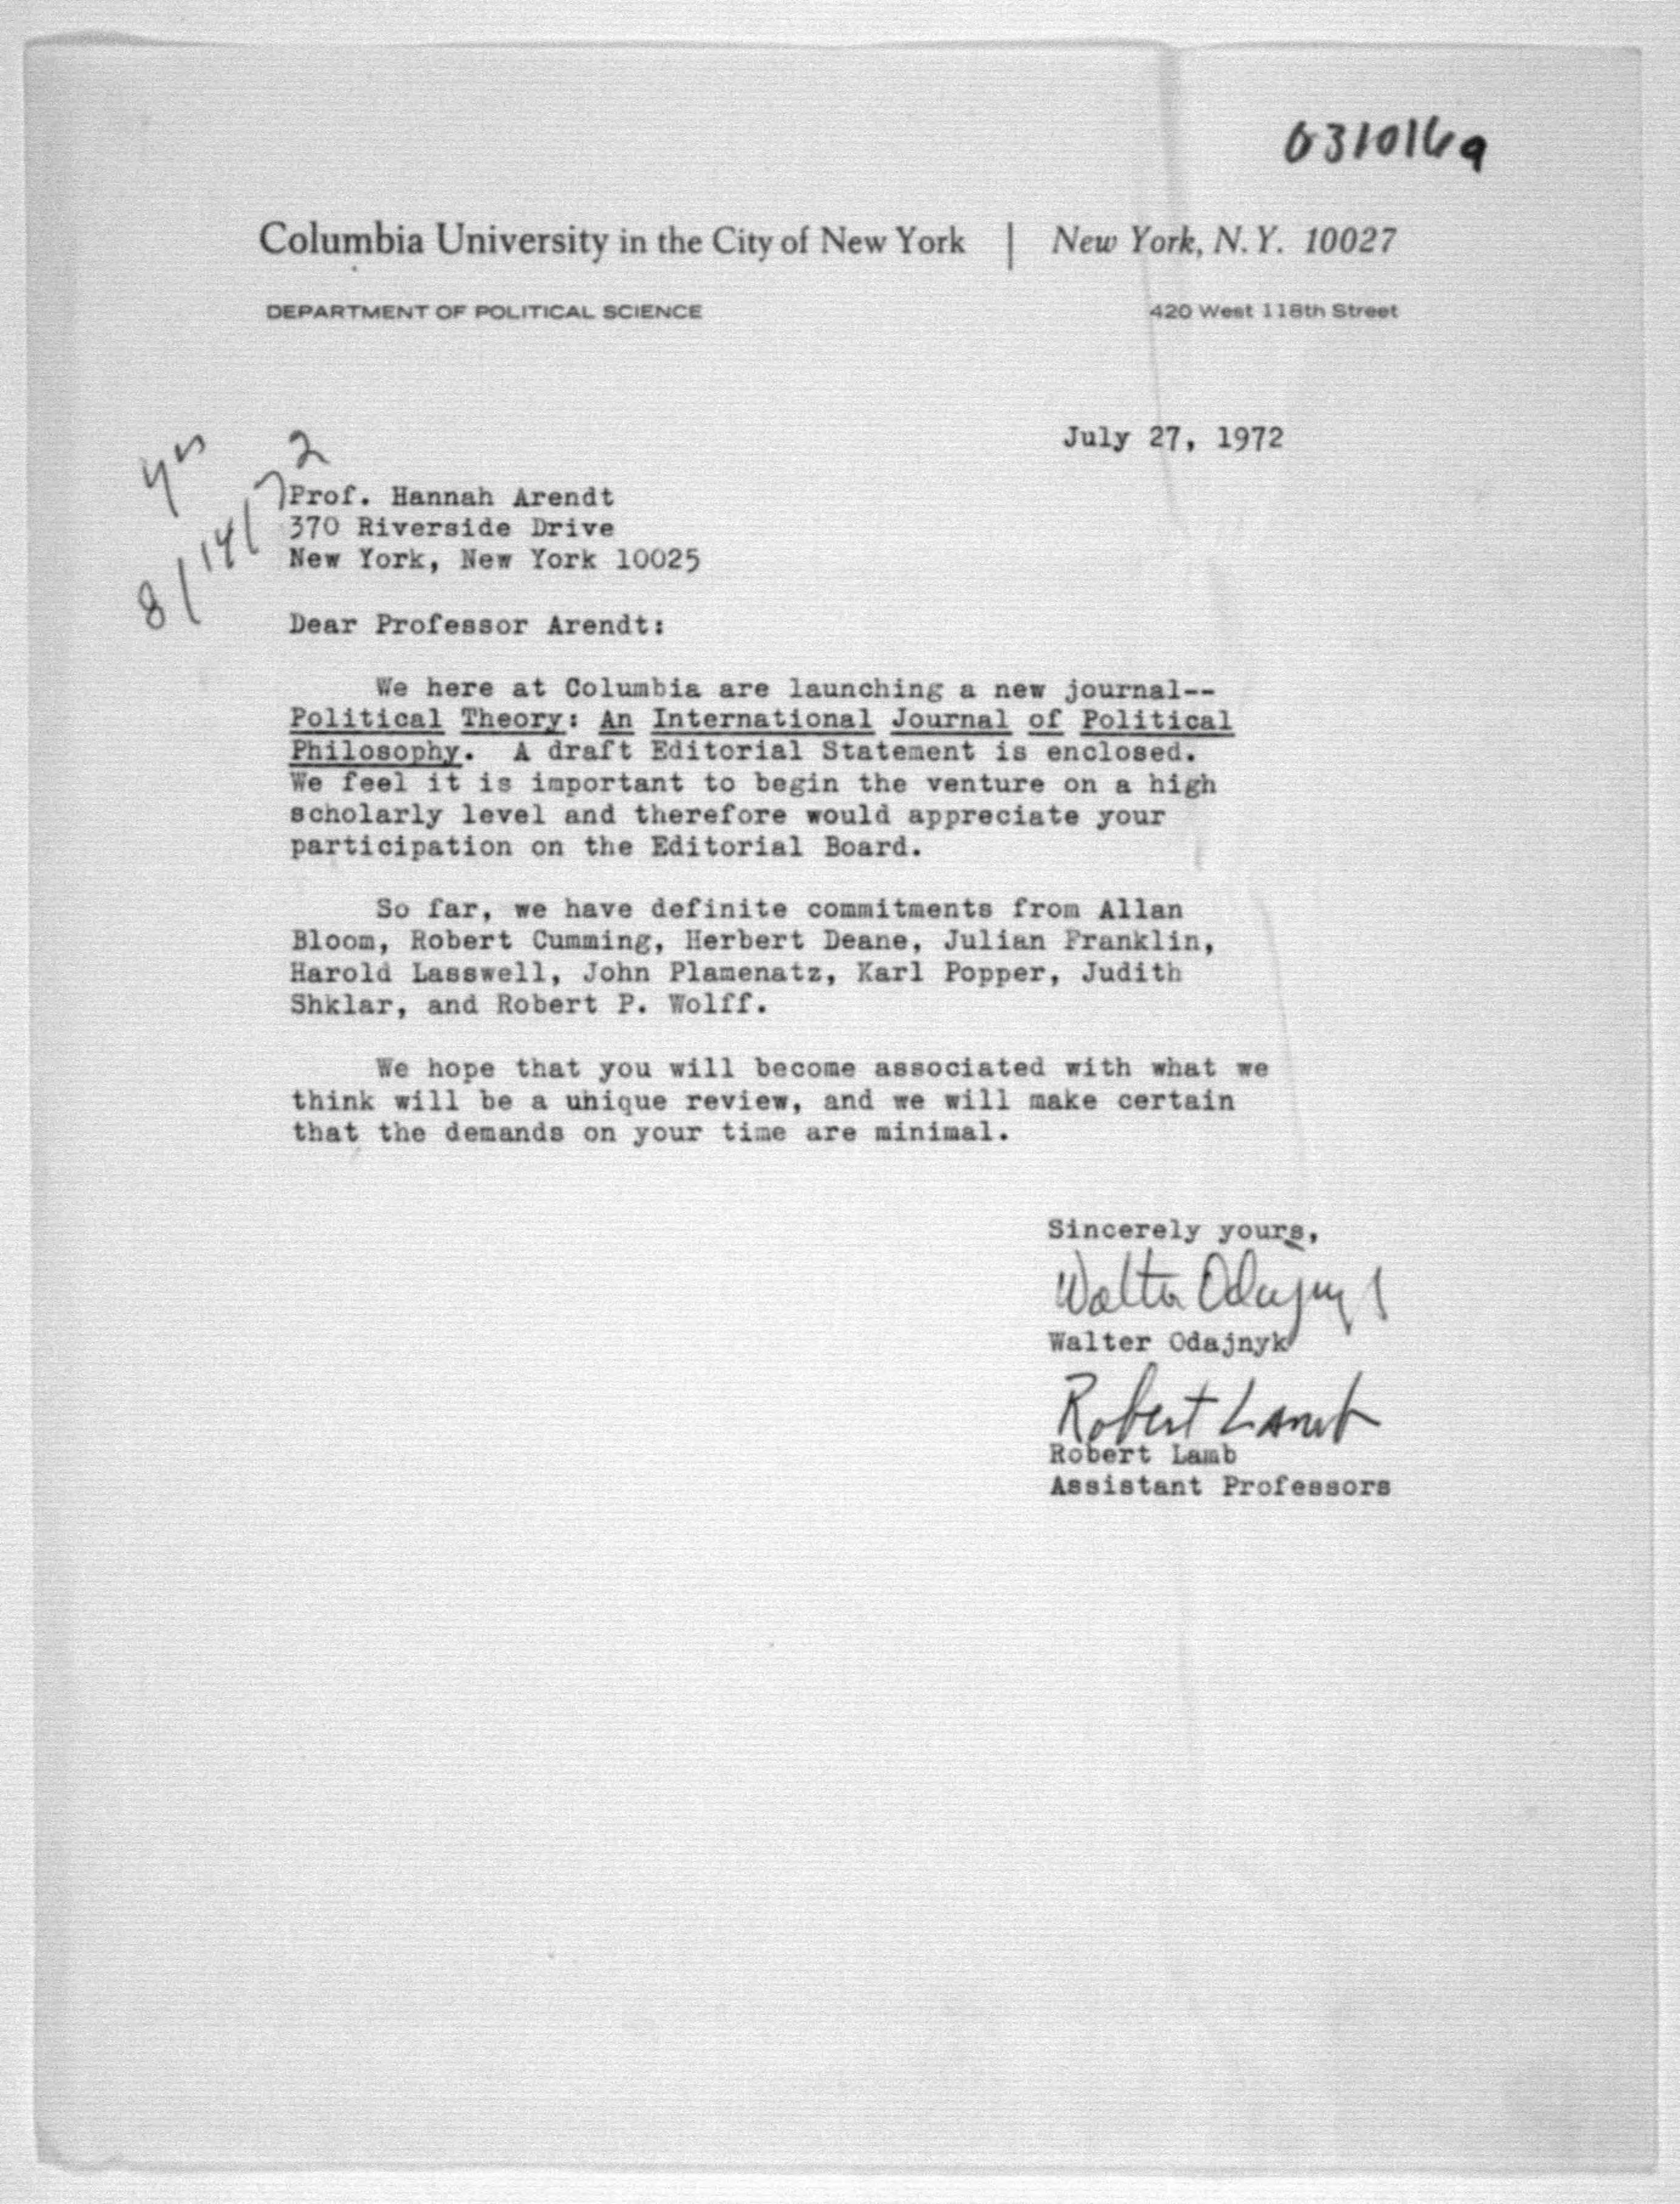 0310169
Columbia University in the City of New York | New York, N.Y. 10027
DEPARTMENT OF POLITICAL SCIENCE 420 West 118th Street
July 27, 1972
yes
8/14/72
Prof. Hannah Arendt
370 Riverside Drive
New York, New York 10025
Dear Professor Arendt:
We here at Columbia are launching a new journal--
Political Theory: An International Journal of Political
Philosophy. A draft Editorial Statement is enclosed.
We feel it is important to begin the venture on a high
scholarly level and therefore would appreciate your
participation on the Editorial Board.
So far, we have definite commitments from Allan
Bloom, Robert Cumming, Herbert Deane, Julian Franklin,
Harold Lasswell, John Plamenatz, Karl Popper, Judith
Shklar, and Robert P. Wolff.
We hope that you will become associated with what we
think will be a unique review, and we will make certain
that the demands on your time are minimal.
Sincerely yours,
Walter Odajnyk
Walter Odajnyk
Robert Lamb
Robert Lamb
Assistant Professors